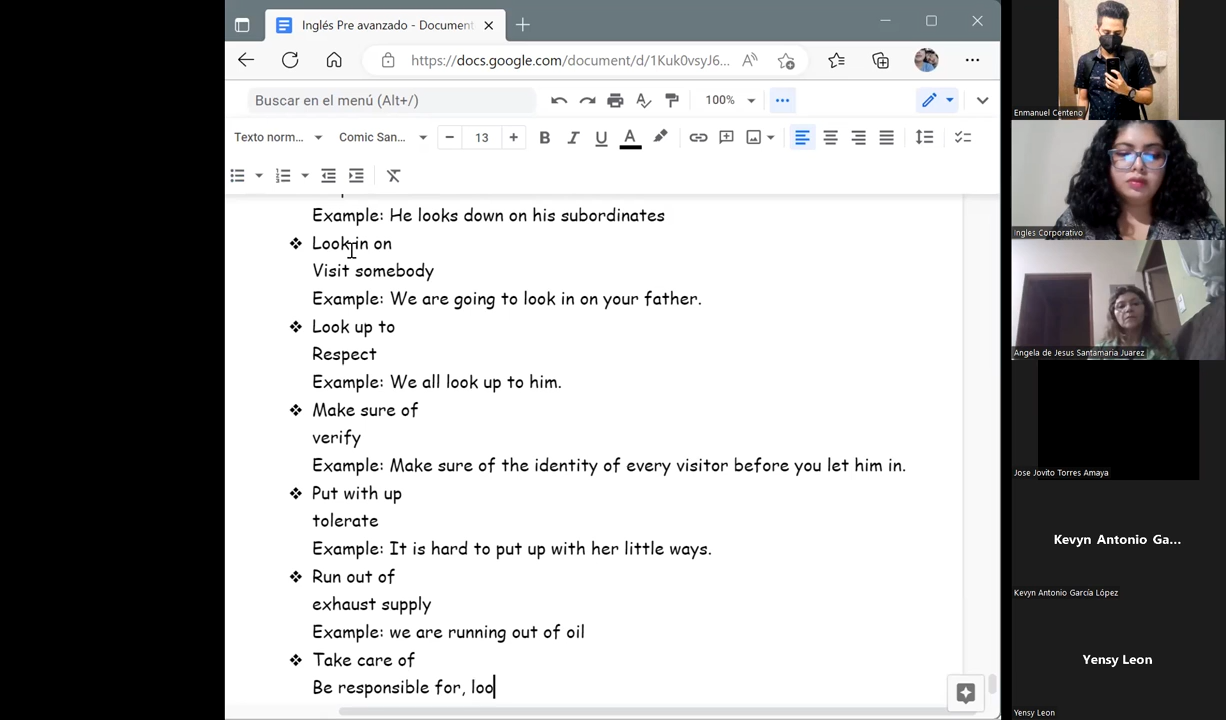 Inglés Pre avanzado - Document
https://docs.google.com/document/d/1Kuk0vsyJ6...
Buscar en el menú (Alt+/)
100%
Texto norm...
Comic San...
13
Example: He looks down on his subordinates
Look in on
Visit somebody
Example: We are going to look in on your father.
Look up to
Respect
Example: We all look up to him.
Make sure of
verify
Example: Make sure of the identity of every visitor before you let him in.
Put with up
tolerate
Example: It is hard to put up with her little ways.
Run out of
exhaust supply
Example: we are running out of oil
Take care of
Be responsible for, loo
Enmanuel Centeno
Ingles Corporativo
Angela de Jesus Santamaria Juarez
Jose Jovito Torres Amaya
Kevyn Antonio Ga...
Kevyn Antonio García López
Yensy Leon
Yensy Leon